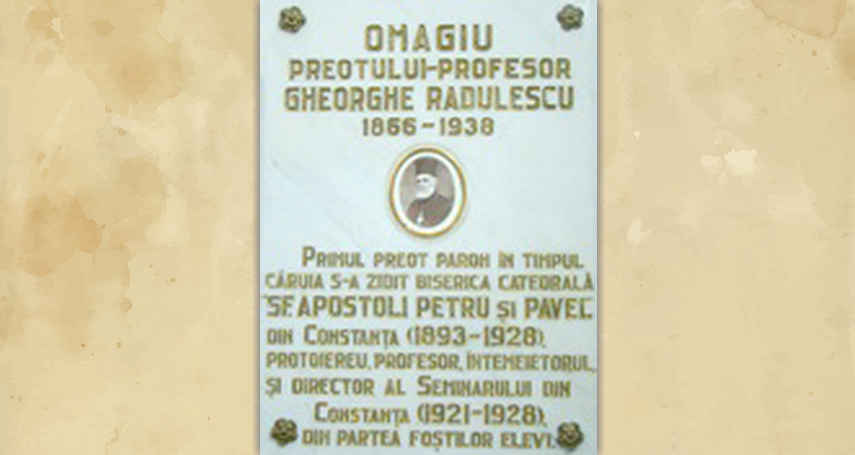 OMAGIU
PREOTULUI-PROFESOR
GHEORGHE RADULESCU
1866-1938
PRIMUL PREOT PAROH ÎN TIMPUL
CĂRUIA S-A ZIDIT BISERICA CATEDRALĂ
"SF. APOSTOLI PETRU ȘI PAVEL"
DIN CONSTANȚA (1893-1928),
PROTOIEREU, PROFESOR, ÎNTEMEIETORUL,
ȘI DIRECTOR AL SEMINARULUI DIN
CONSTANȚA (1921-1928),
DIN PARTEA FOȘTILOR ELEVI.